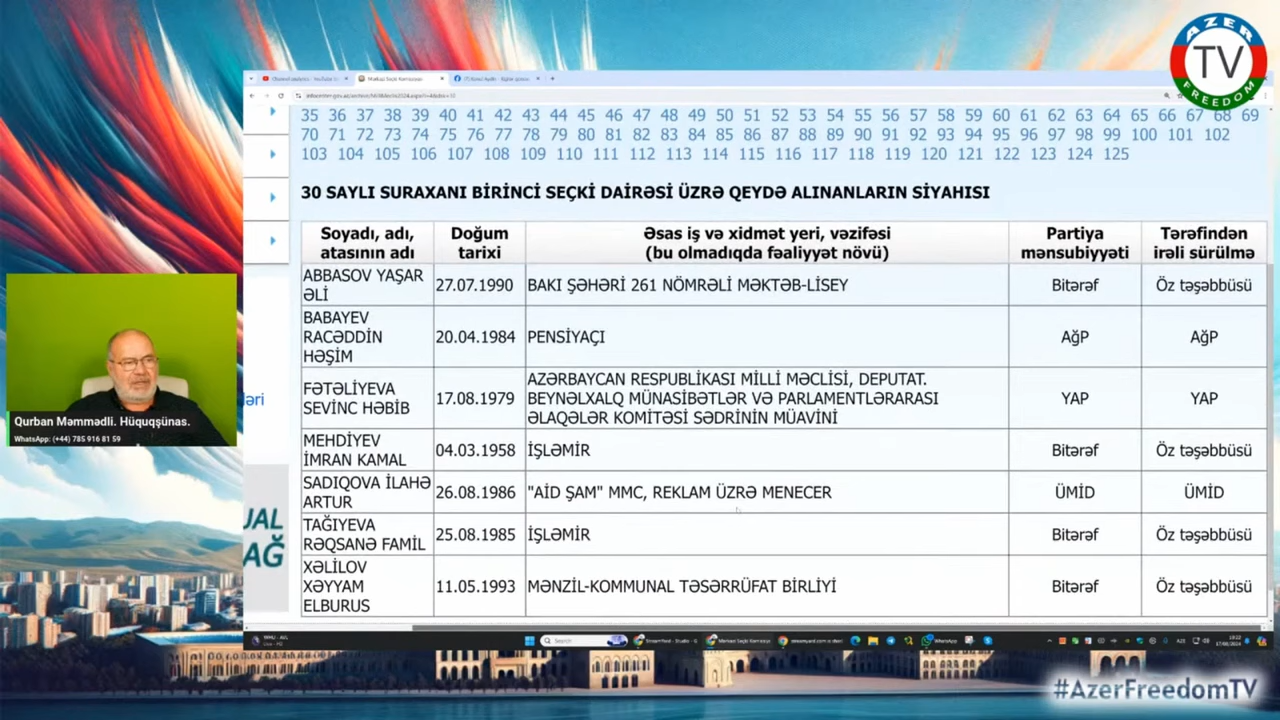 AZER
TV
FREEDOM
35 36 37 38 39 40 41 42 43 44 45 46 47 48 49 50 51 52 53 54 55 56 57 58 59 60 61 62 63 64 65 66 67 68 69
70 71 72 73 74 75 76 77 78 79 80 81 82 83 84 85 86 87 88 89 90 91 92 93 94 95 96 97 98 99 100 101 102
103 104 105 106 107 108 109 110 111 112 113 114 115 116 117 118 119 120 121 122 123 124 125
30 SAYLI SURAXANI BİRİNCİ SEÇKİ DAİRƏSİ ÜZRƏ QEYDƏ ALINANLARIN SİYAHISI
Soyadı, adı, atasının adı
Doğum tarixi
Əsas iş və xidmət yeri, vəzifəsi (bu olmadıqda fəaliyyət növü)
Partiya mənsubiyyəti
Tərəfindən irəli sürülmə
ABBASOV YAŞAR ƏLİ 27.07.1990 BAKI ŞƏHƏRİ 261 NÖMRƏLİ MƏKTƏB-LİSEY Bitərəf Öz təşəbbüsü
BABAYEV RACƏDDİN HƏŞİM 20.04.1984 PENSİYAÇI AğP AğP
FƏTƏLİYEVA SEVİNC HƏBİB 17.08.1979 AZƏRBAYCAN RESPUBLİKASI MİLLİ MƏCLİSİ, DEPUTAT. BEYNƏLXALQ MÜNASİBƏTLƏR VƏ PARLAMENTLƏRARASI ƏLAQƏLƏR KOMİTƏSİ SƏDRİNİN MÜAVİNİ YAP YAP
MEHDİYEV İMRAN KAMAL 04.03.1958 İŞLƏMİR Bitərəf Öz təşəbbüsü
SADIQOVA İLAHƏ ARTUR 26.08.1986 "AİD ŞAM" MMC, REKLAM ÜZRƏ MENECER ÜMİD ÜMİD
TAĞIYEVA RƏQSANƏ FAMİL 25.08.1985 İŞLƏMİR Bitərəf Öz təşəbbüsü
XƏLİLOV XƏYYAM ELBURUS 11.05.1993 MƏNZİL-KOMMUNAL TƏSƏRRÜFAT BİRLİYİ Bitərəf Öz təşəbbüsü
əri
UAL
AĞ
Qurban Məmmədli. Hüquqşünas.
WhatsApp: (+44) 785 916 81 59
Search
WhatsApp
#AzerFreedomTV